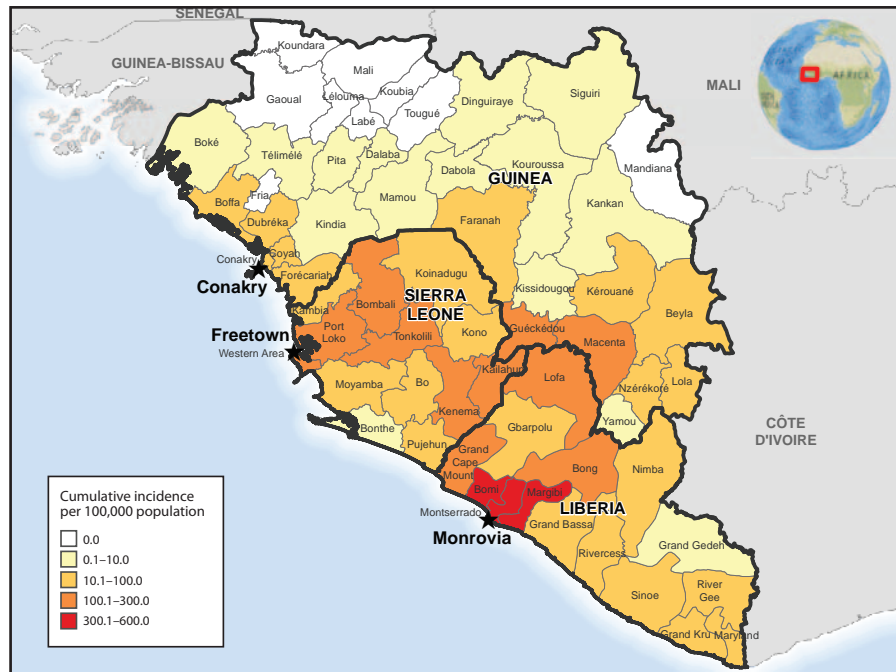 SENEGAL
GUINEA-BISSAU
MALI
AFRICA
Koundara
Mali
Gaoual
Lélouma
Koubia
Labé
Tougué
Dinguiraye
Siguiri
Mandiana
Boké
Télimélé
Pita
Dalaba
Dabola
Kouroussa
GUINEA
Kankan
Fria
Boffa
Dubréka
Mamou
Faranah
Kindia
Conakry
Goyah
Conakry
Forécariah
Koinadugu
Kissidougou
Kérouané
Beyla
Kambia
Bombali
SIERRA
LEONE
Freetown
Western Area
Port
Loko
Tonkolili
Kono
Guéckédou
Macenta
Kailahun
Lofa
Nzérékoré
Lola
Moyamba
Bo
Kenema
Yamou
CÔTE
D'IVOIRE
Bonthe
Pujehun
Gbarpolu
Grand
Cape
Mount
Bong
Nimba
Bomi
Margibi
Montserrado
LIBERIA
Monrovia
Grand Bassa
Rivercess
Grand Gedeh
Sinoe
River
Gee
Grand Kru
Maryland
Cumulative incidence
per 100,000 population
0.0
0.1–10.0
10.1–100.0
100.1–300.0
300.1–600.0